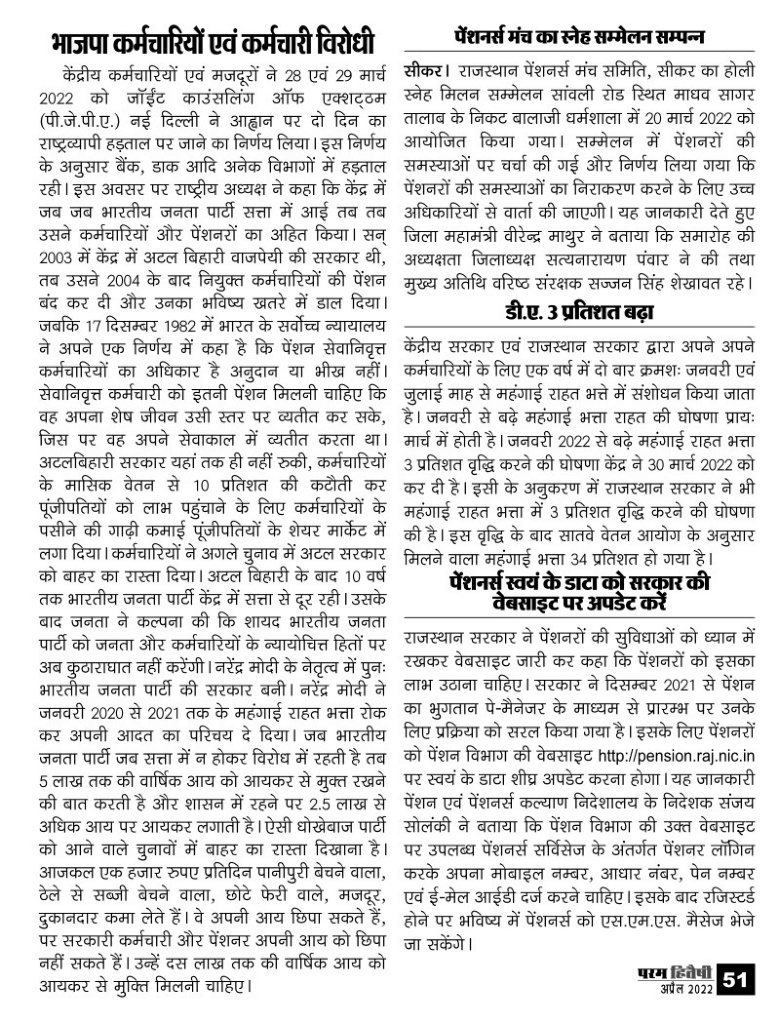 भाजपा कर्मचारियों एवं कर्मचारी विरोधी
केंद्रीय कर्मचारियों एवं मजदूरों ने 28 एवं 29 मार्च
2022 को जॉईंट काउंसलिंग ऑफ एक्शट्ठम
(पी.जे.पी.ए.) नई दिल्ली ने आह्वान पर दो दिन का
राष्ट्रव्यापी हड़ताल पर जाने का निर्णय लिया। इस निर्णय
के अनुसार बैंक, डाक आदि अनेक विभागों में हड़ताल
रही। इस अवसर पर राष्ट्रीय अध्यक्ष ने कहा कि केंद्र में
जब जब भारतीय जनता पार्टी सत्ता में आई तब तब
उसने कर्मचारियों और पेंशनरों का अहित किया। सन्
2003 में केंद्र में अटल बिहारी वाजपेयी की सरकार थी,
तब उसने 2004 के बाद नियुक्त कर्मचारियों की पेंशन
बंद कर दी और उनका भविष्य खतरे में डाल दिया।
जबकि 17 दिसम्बर 1982 में भारत के सर्वोच्च न्यायालय
ने अपने एक निर्णय में कहा है कि पेंशन सेवानिवृत्त
कर्मचारियों का अधिकार है अनुदान या भीख नहीं।
सेवानिवृत्त कर्मचारी को इतनी पेंशन मिलनी चाहिए कि
वह अपना शेष जीवन उसी स्तर पर व्यतीत कर सके,
जिस पर वह अपने सेवाकाल में व्यतीत करता था।
अटलबिहारी सरकार यहां तक ही नहीं रुकी, कर्मचारियों
के मासिक वेतन से 10 प्रतिशत की कटौती कर
पूंजीपतियों को लाभ पहुंचाने के लिए कर्मचारियों के
पसीने की गाढ़ी कमाई पूंजीपतियों के शेयर मार्केट में
लगा दिया। कर्मचारियों ने अगले चुनाव में अटल सरकार
को बाहर का रास्ता दिया। अटल बिहारी के बाद 10 वर्ष
तक भारतीय जनता पार्टी केंद्र में सत्ता से दूर रही। उसके
बाद जनता ने कल्पना की कि शायद भारतीय जनता
पार्टी को जनता और कर्मचारियों के न्यायोचित्त हितों पर
अब कुठाराघात नहीं करेंगी। नरेंद्र मोदी के नेतृत्व में पुनः
भारतीय जनता पार्टी की सरकार बनी। नरेंद्र मोदी ने
जनवरी 2020 से 2021 तक के महंगाई राहत भत्ता रोक
कर अपनी आदत का परिचय दे दिया। जब भारतीय
जनता पार्टी जब सत्ता में न होकर विरोध में रहती है तब
5 लाख तक की वार्षिक आय को आयकर से मुक्त रखने
की बात करती है और शासन में रहने पर 2.5 लाख से
अधिक आय पर आयकर लगाती है। ऐसी धोखेबाज पार्टी
को आने वाले चुनावों में बाहर का रास्ता दिखाना है।
आजकल एक हजार रुपए प्रतिदिन पानीपुरी बेचने वाला,
ठेले से सब्जी बेचने वाला, छोटे फेरी वाले, मजदूर,
दुकानदार कमा लेते हैं। वे अपनी आय छिपा सकते हैं,
पर सरकारी कर्मचारी और पेंशनर अपनी आय को छिपा
नहीं सकते हैं। उन्हें दस लाख तक की वार्षिक आय को
आयकर से मुक्ति मिलनी चाहिए।
पेंशनर्स मंच का स्नेह सम्मेलन सम्पन्न
सीकर। राजस्थान पेंशनर्स मंच समिति, सीकर का होली
स्नेह मिलन सम्मेलन सांवली रोड स्थित माधव सागर
तालाब के निकट बालाजी धर्मशाला में 20 मार्च 2022 को
आयोजित किया गया। सम्मेलन में पेंशनरों की
समस्याओं पर चर्चा की गई और निर्णय लिया गया कि
पेंशनरों की समस्याओं का निराकरण करने के लिए उच्च
अधिकारियों से वार्ता की जाएगी। यह जानकारी देते हुए
जिला महामंत्री वीरेन्द्र माथुर ने बताया कि समारोह की
अध्यक्षता जिलाध्यक्ष सत्यनारायण पंवार ने की तथा
मुख्य अतिथि वरिष्ठ संरक्षक सज्जन सिंह शेखावत रहे।
डी.ए. 3 प्रतिशत बढ़ा
केंद्रीय सरकार एवं राजस्थान सरकार द्वारा अपने अपने
कर्मचारियों के लिए एक वर्ष में दो बार क्रमशः जनवरी एवं
जुलाई माह से महंगाई राहत भत्ते में संशोधन किया जाता
है। जनवरी से बढ़े महंगाई भत्ता राहत की घोषणा प्रायः
मार्च में होती है। जनवरी 2022 से बढ़े महंगाई राहत भत्ता
3 प्रतिशत वृद्धि करने की घोषणा केंद्र ने 30 मार्च 2022 को
कर दी है। इसी के अनुकरण में राजस्थान सरकार ने भी
महंगाई राहत भत्ता में 3 प्रतिशत वृद्धि करने की घोषणा
की है। इस वृद्धि के बाद सातवे वेतन आयोग के अनुसार
मिलने वाला महंगाई भत्ता 34 प्रतिशत हो गया है।
पेंशनर्स स्वयं के डाटा को सरकार की
वेबसाइट पर अपडेट करें
राजस्थान सरकार ने पेंशनरों की सुविधाओं को ध्यान में
रखकर वेबसाइट जारी कर कहा कि पेंशनरों को इसका
लाभ उठाना चाहिए। सरकार ने दिसम्बर 2021 से पेंशन
का भुगतान पे-मैनेजर के माध्यम से प्रारम्भ पर उनके
लिए प्रक्रिया को सरल किया गया है। इसके लिए पेंशनरों
को पेंशन विभाग की वेबसाइट http://pension.raj.nic.in
पर स्वयं के डाटा शीघ्र अपडेट करना होगा। यह जानकारी
पेंशन एवं पेंशनर्स कल्याण निदेशालय के निदेशक संजय
सोलंकी ने बताया कि पेंशन विभाग की उक्त वेबसाइट
पर उपलब्ध पेंशनर्स सर्विसेज के अंतर्गत पेंशनर लॉगिन
करके अपना मोबाइल नम्बर, आधार नम्बर, पेन नम्बर
एवं ई-मेल आईडी दर्ज करने चाहिए। इसके बाद रजिस्टर्ड
होने पर भविष्य में पेंशनर्स को एस.एम.एस. मैसेज भेजे
जा सकेंगे।
परम हितैषी
अप्रैल 2022
51